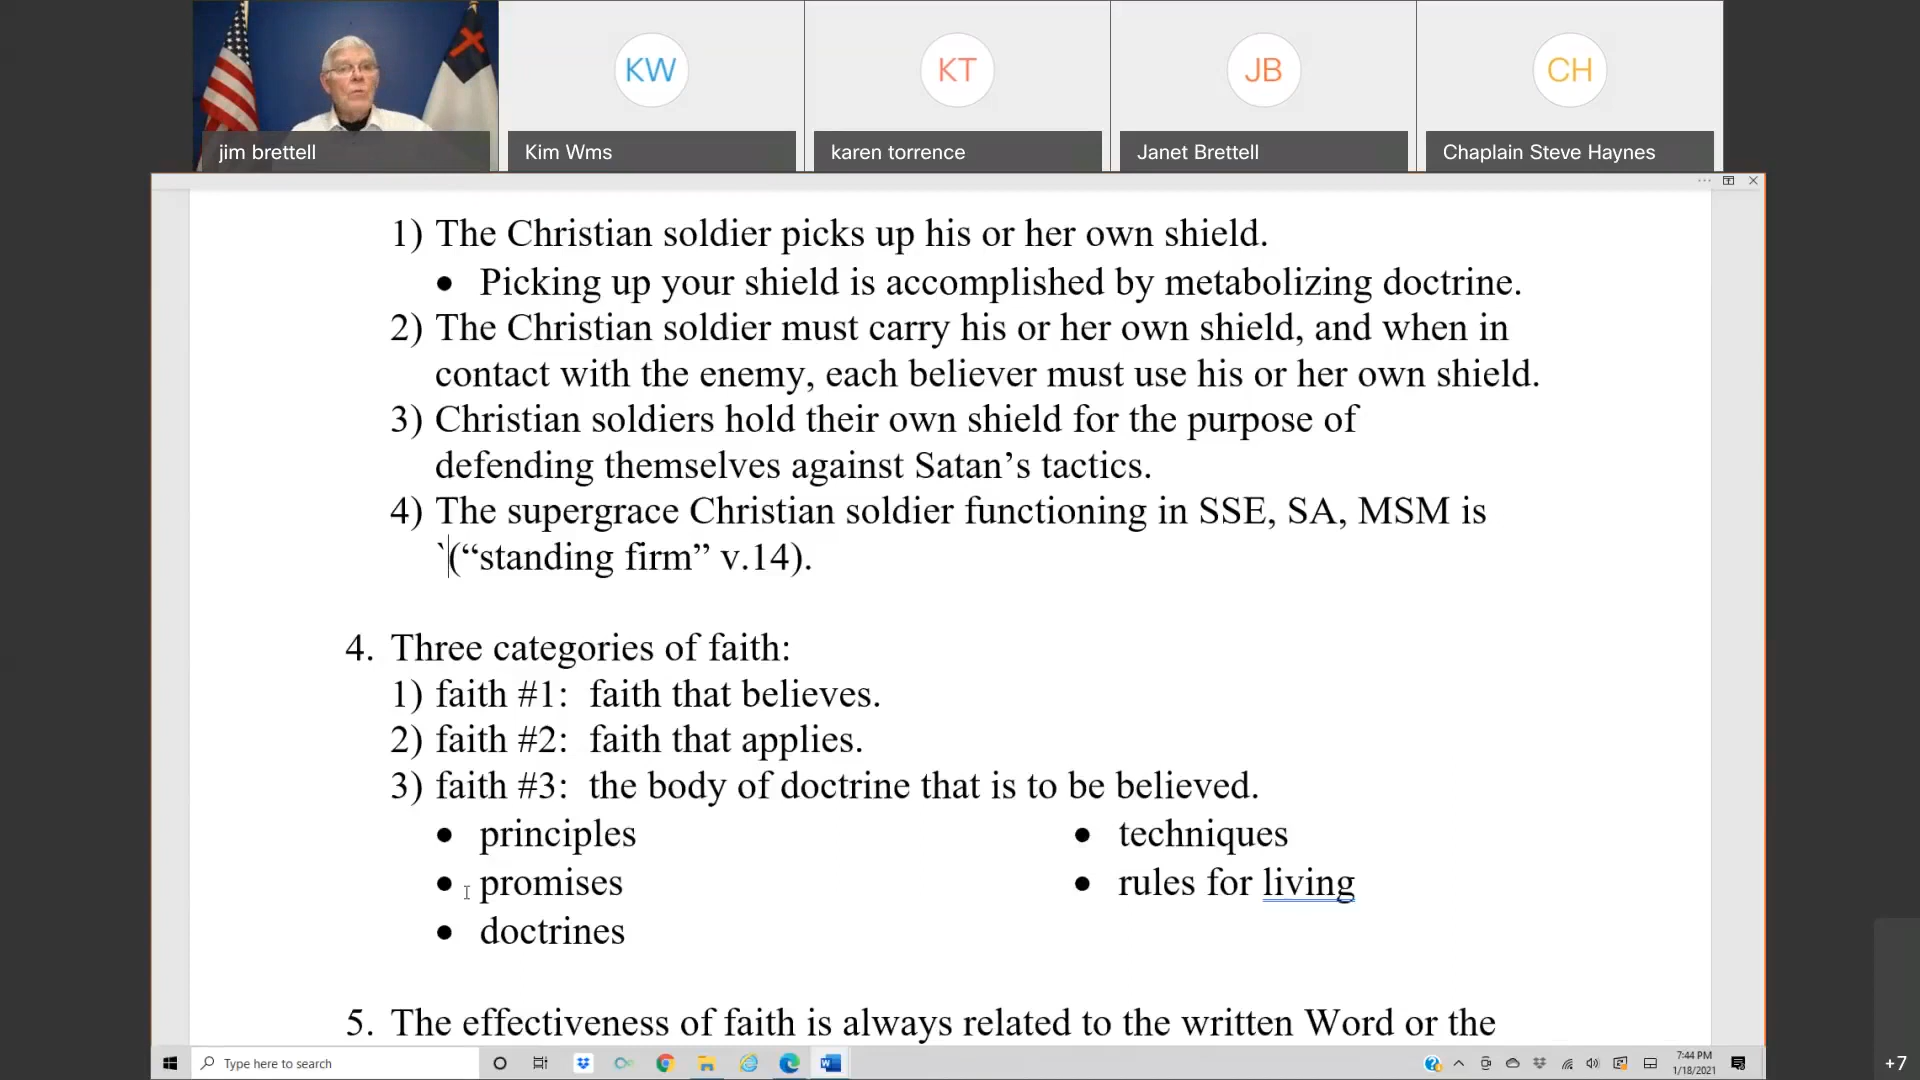 KW
KT
JB
CH
jim brettell
Kim Wms
karen torrence
Janet Brettell
Chaplain Steve Haynes
1) The Christian soldier picks up his or her own shield.
• Picking up your shield is accomplished by metabolizing doctrine.
2) The Christian soldier must carry his or her own shield, and when in
contact with the enemy, each believer must use his or her own shield.
3) Christian soldiers hold their own shield for the purpose of
defending themselves against Satan’s tactics.
4) The supergrace Christian soldier functioning in SSE, SA, MSM is
`(“standing firm” v.14).
4. Three categories of faith:
1) faith #1: faith that believes.
2) faith #2: faith that applies.
3) faith #3: the body of doctrine that is to be believed.
• principles
• techniques
• promises
• rules for living
• doctrines
5. The effectiveness of faith is always related to the written Word or the
Type here to search
7:44 PM
1/18/2021
+7